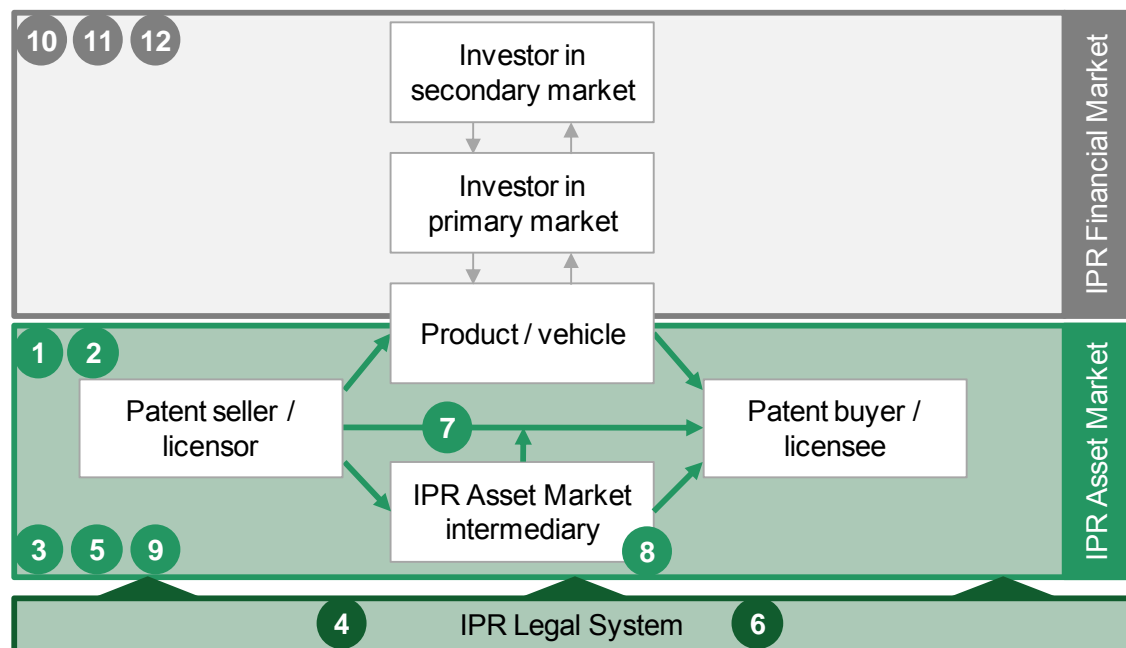 10 11 12
Investor in
secondary market
Investor in
primary market
IPR Financial Market
Product / vehicle
1 2
Patent seller /
licensor
7
Patent buyer /
licensee
IPR Asset Market
intermediary
8
3 5 9
IPR Asset Market
4 IPR Legal System 6